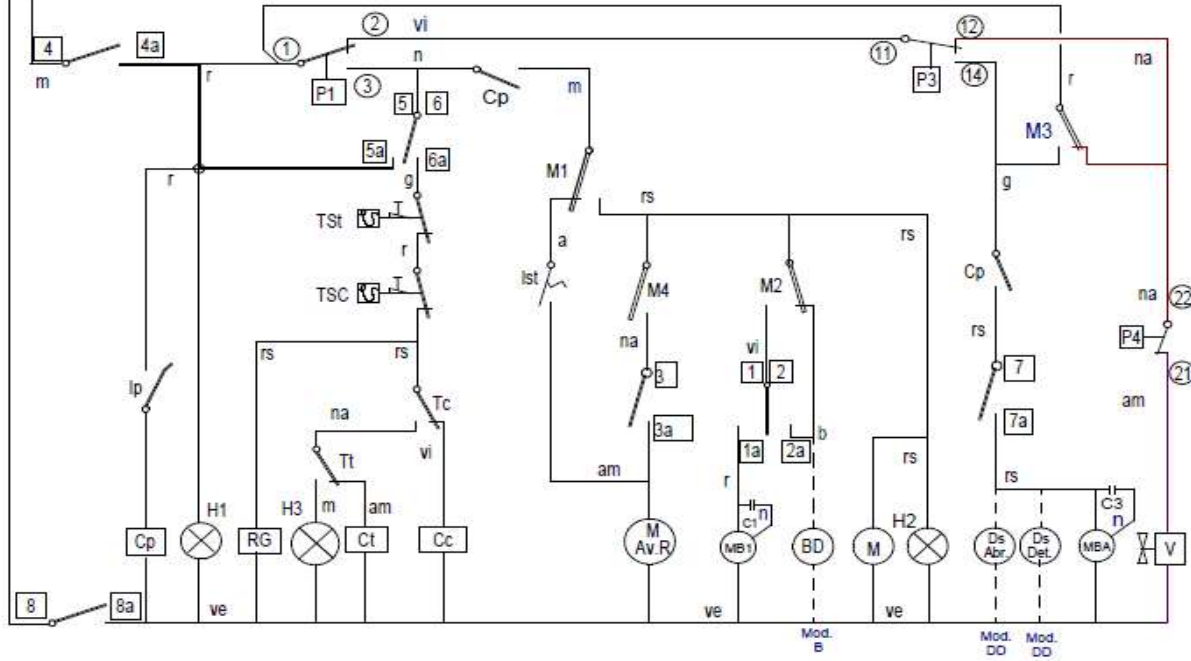 2 vi 12
4 4a 1 11 na
m r n P3
P1 3 14 r
Cp m
5 6 M3
5a 6a
r g M1 g
TSt rs
r a rs
TSC Ist M4 M2 Cp
na 22
rs rs na vi rs P4
Ip Tc 1 2 7 21
na 3 am
vi 3a 1a 2a b 7a
Tt am r rs rs
H1 H3 m am C1 n H2 C3 n
Cp RG Ct Cc M Av.R MB1 BD M Ds Abr. Ds Det. MBA V
8 8a ve ve ve
Mod. B Mod. DD Mod. DD